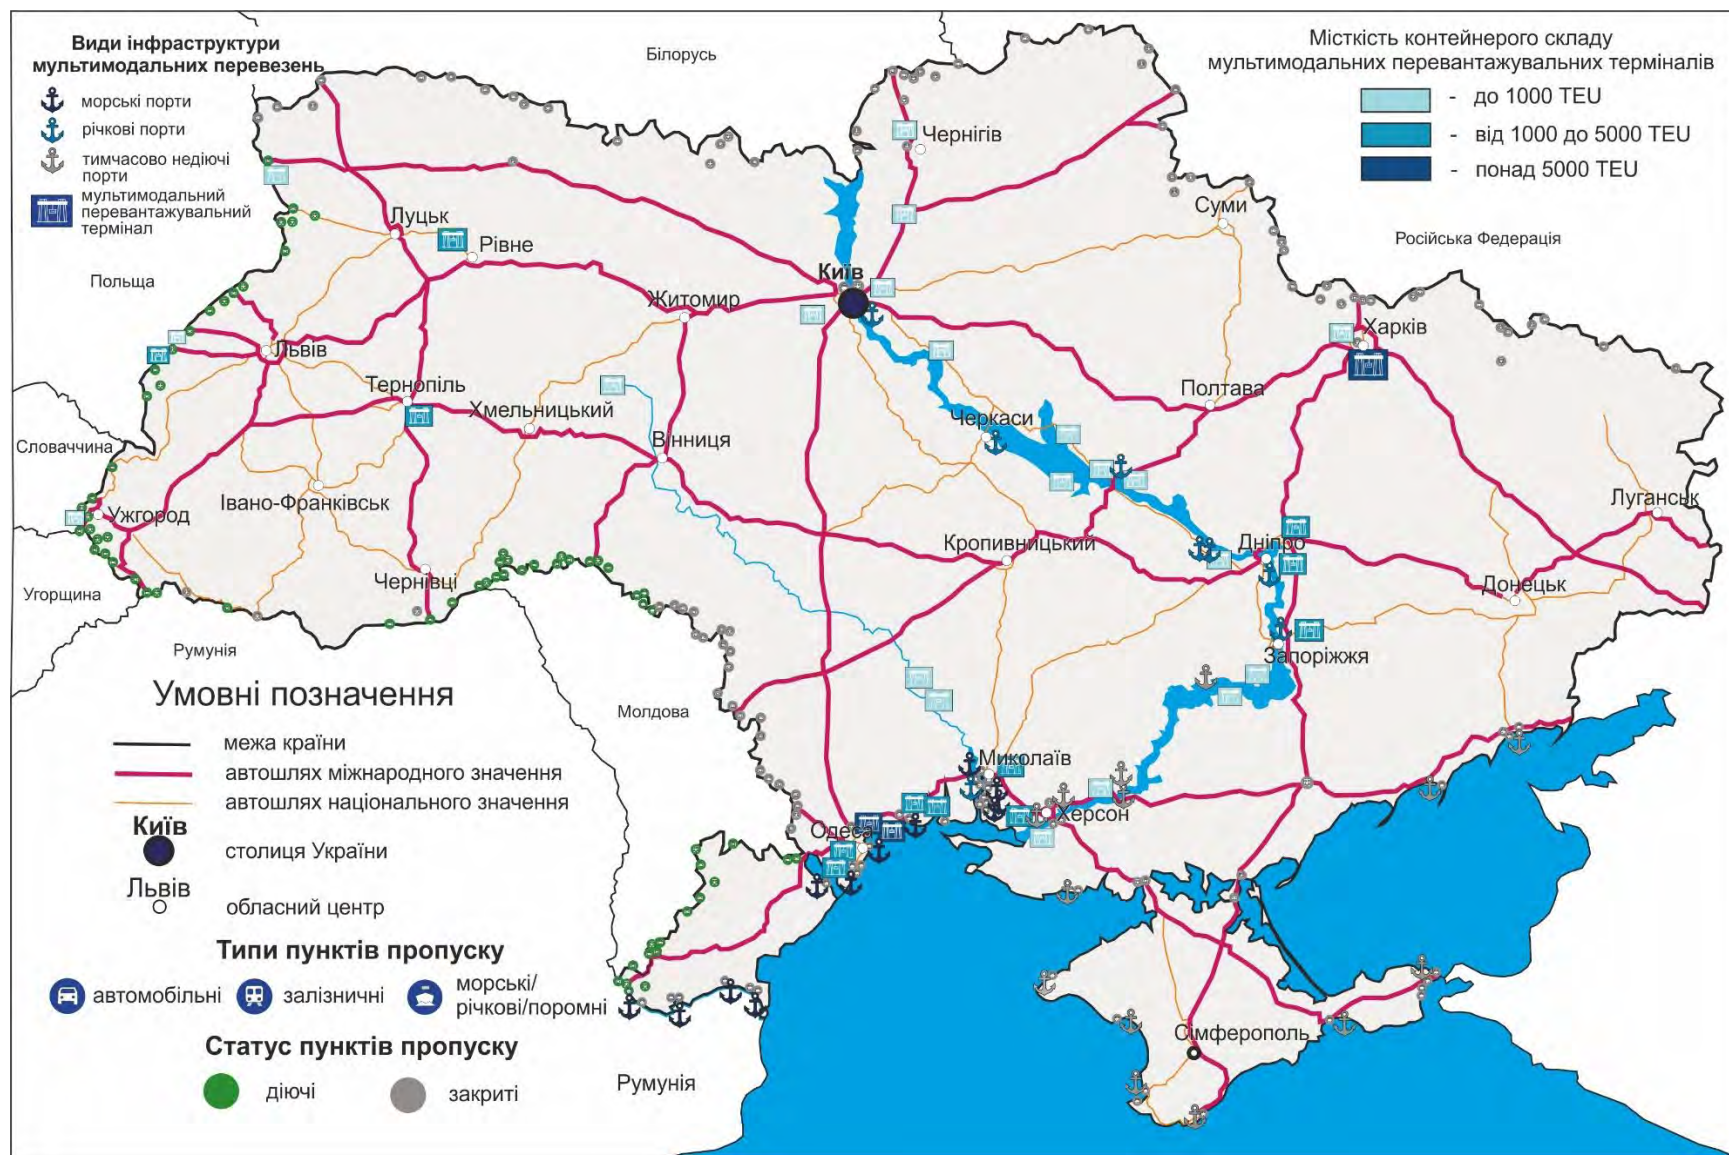 Види інфраструктури
мультимодальних перевезень
морські порти
річкові порти
тимчасово недіючі
порти
мультимодальний
перевантажувальний
термінал
Місткість контейнерого складу
мультимодальних перевантажувальних терміналів
- до 1000 TEU
- від 1000 до 5000 TEU
- понад 5000 TEU
Білорусь
Чернігів
Суми
Російська Федерація
Луцьк
Рівне
Польща
Київ
Житомир
Харків
Львів
Тернопіль
Хмельницький
Полтава
Черкаси
Вінниця
Словаччина
Івано-Франківськ
Ужгород
Луганськ
Кропивницький
Дніпро
Чернівці
Донецьк
Угорщина
Румунія
Запоріжжя
Молдова
Миколаїв
Херсон
Одеса
Сімферополь
Румунія
Умовні позначення
межа країни
автошлях міжнародного значення
автошлях національного значення
Київ
столиця України
Львів
обласний центр
Типи пунктів пропуску
автомобільні
залізничні
морські/
річкові/поромні
Статус пунктів пропуску
діючі
закриті